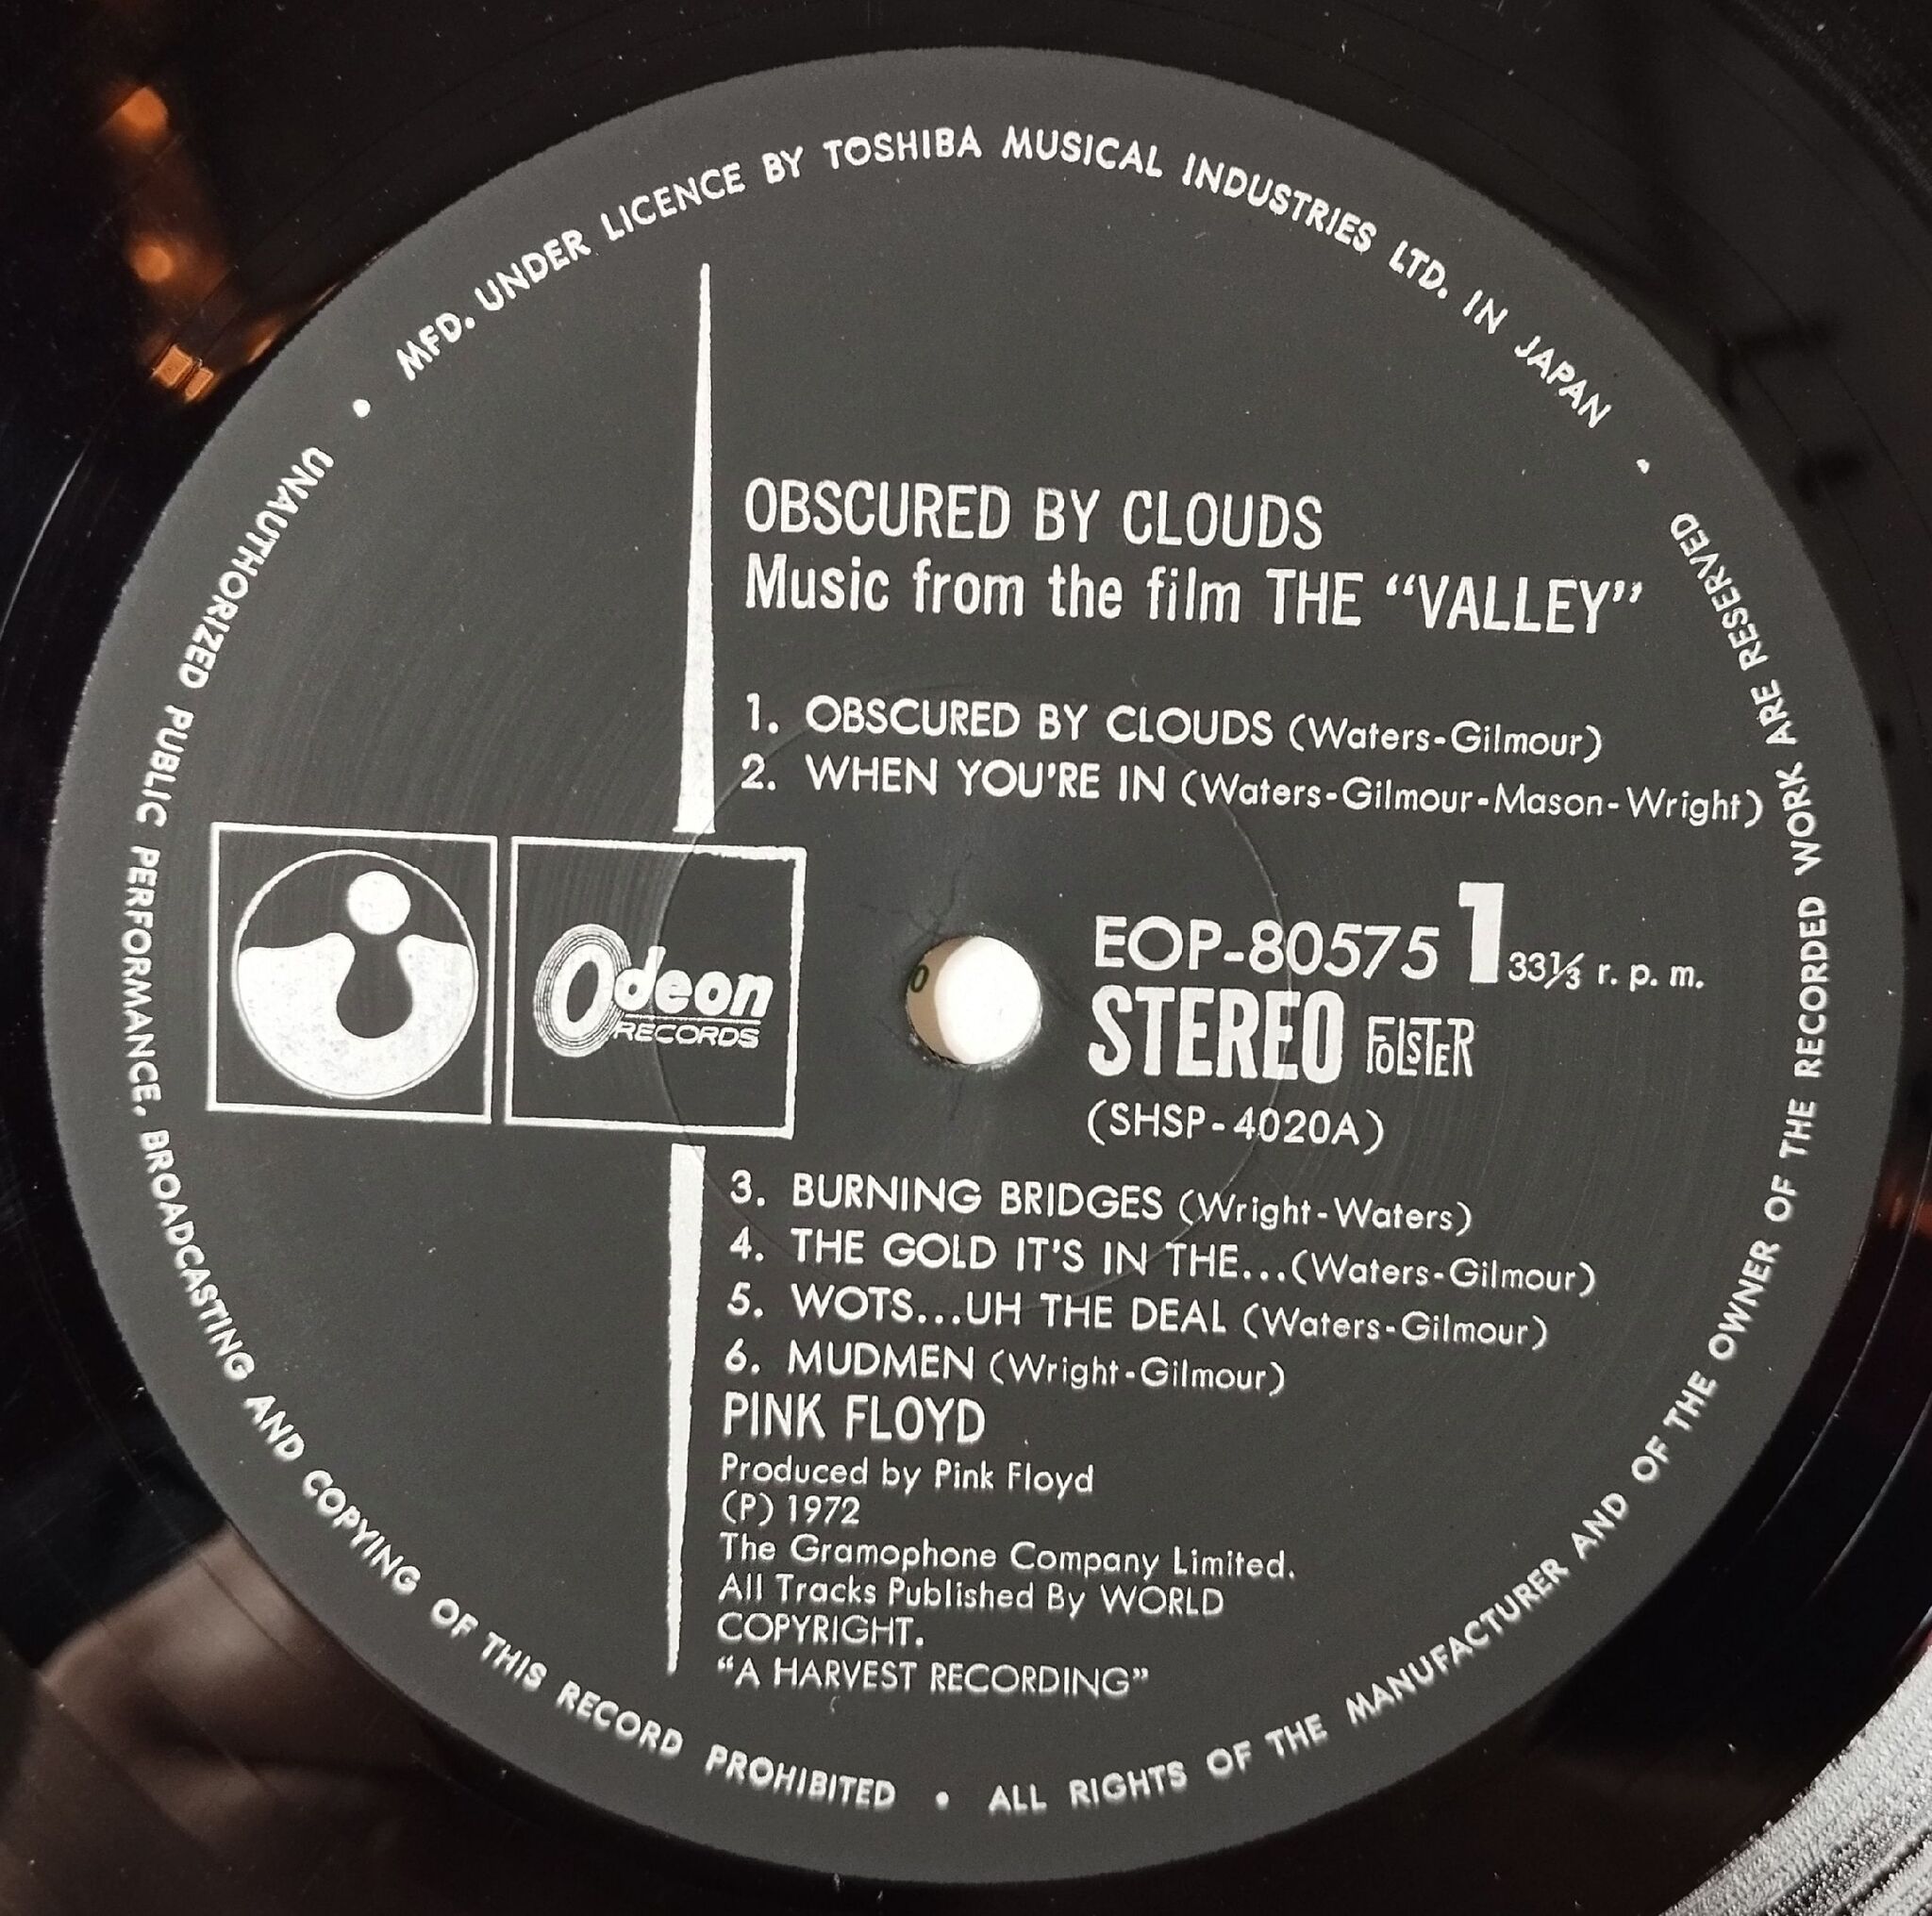 MFD. UNDER LICENCE BY TOSHIBA MUSICAL INDUSTRIES LTD. IN JAPAN •
OBSCURED BY CLOUDS
Music from the film THE “VALLEY”
1. OBSCURED BY CLOUDS (Waters-Gilmour)
2. WHEN YOU'RE IN (Waters-Gilmour-Mason-Wright)
Odeon
RECORDS
EOP-80575 1 33⅓ r. p. m.
STEREO FOLSTER
(SHSP-4020A)
3. BURNING BRIDGES (Wright-Waters)
4. THE GOLD IT'S IN THE...(Waters-Gilmour)
5. WOTS...UH THE DEAL (Waters-Gilmour)
6. MUDMEN (Wright-Gilmour)
PINK FLOYD
Produced by Pink Floyd
(P) 1972
The Gramophone Company Limited.
All Tracks Published By WORLD
COPYRIGHT.
“A HARVEST RECORDING”
ALL RIGHTS OF THE MANUFACTURER AND OF THE OWNER OF THE RECORDED WORK ARE RESERVED •
UNAUTHORIZED PUBLIC PERFORMANCE, BROADCASTING AND COPYING OF THIS RECORD PROHIBITED •